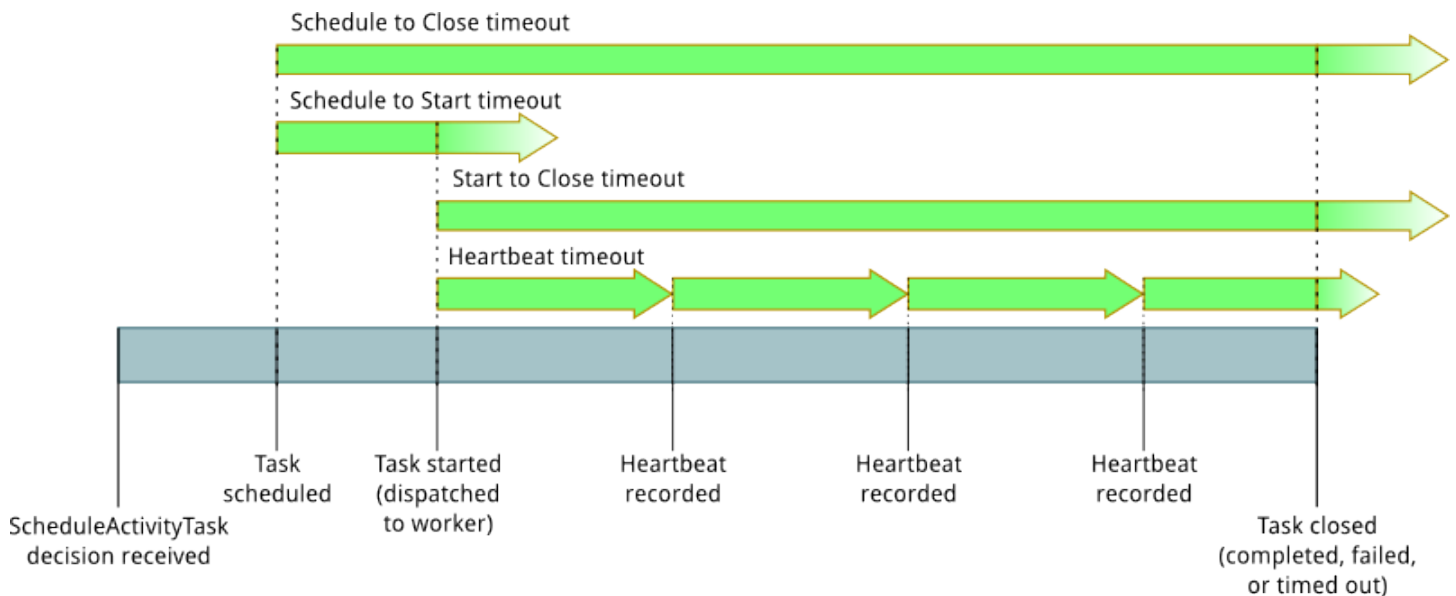 Schedule to Close timeout
Schedule to Start timeout
Start to Close timeout
Heartbeat timeout
Task
scheduled
Task started
(dispatched
to worker)
Heartbeat
recorded
Heartbeat
recorded
Heartbeat
recorded
ScheduleActivityTask
decision received
Task closed
(completed, failed,
or timed out)